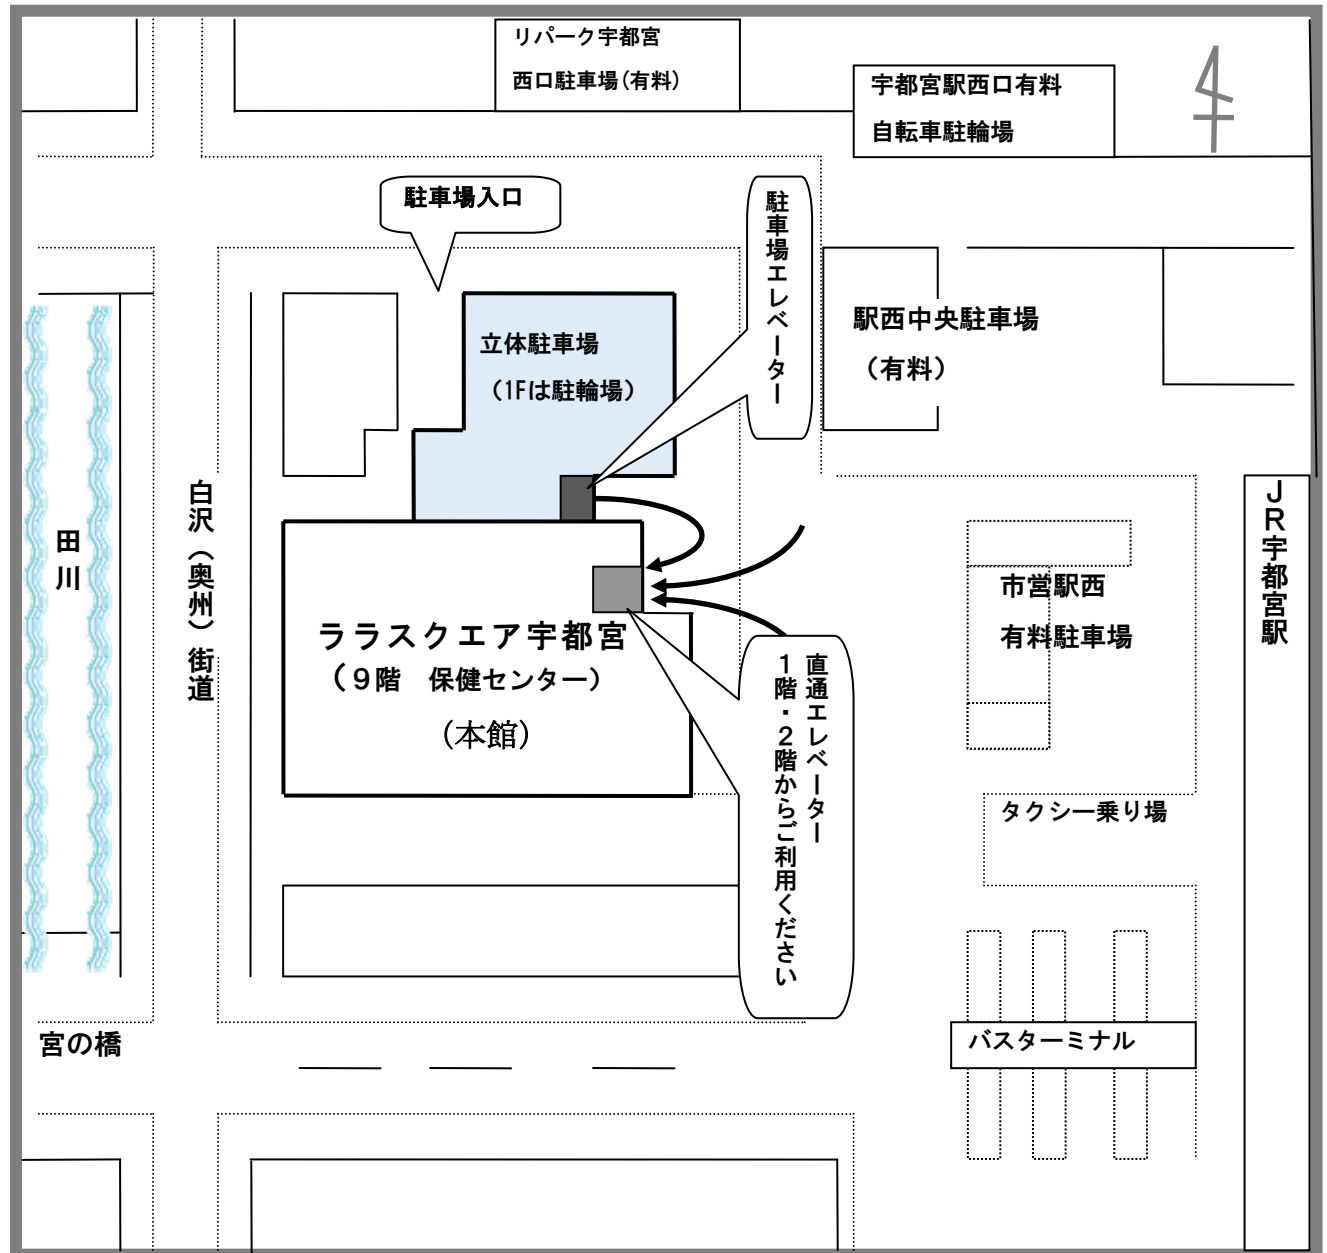 リパーク宇都宮
西口駐車場(有料)
宇都宮駅西口有料
自転車駐輪場
駐車場入口
駐車場エレベーター
立体駐車場
(1Fは駐輪場)
駅西中央駐車場
(有料)
白沢(奥州)街道
田川
JR宇都宮駅
市営駅西
有料駐車場
ララスクエア宇都宮
(9階 保健センター)
(本館)
直通エレベーター
1階・2階からご利用ください
タクシー乗り場
宮の橋
バスターミナル